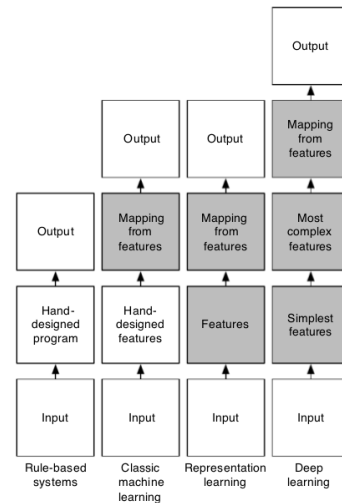 Output
Output
Output
Mapping
from
features
Output
Mapping
from
features
Mapping
from
features
Most
complex
features
Hand-
designed
program
Hand-
designed
features
Features
Simplest
features
Input
Input
Input
Input
Rule-based
systems
Classic
machine
learning
Representation
learning
Deep
learning